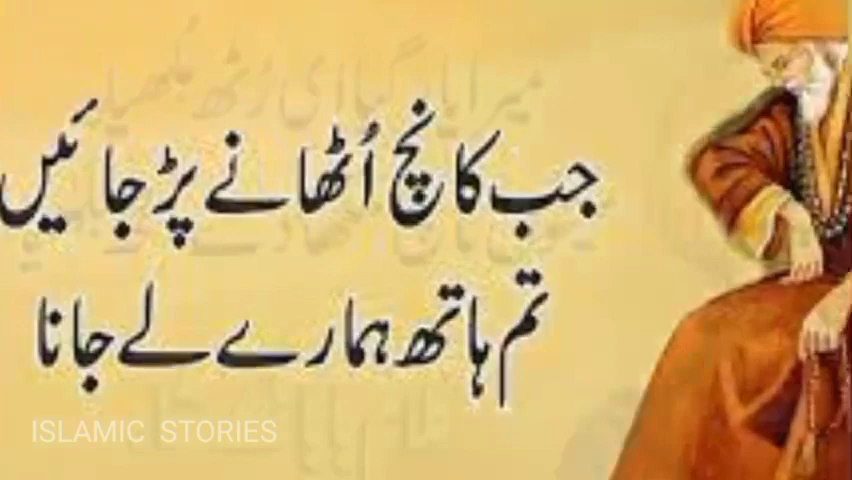 جب کانچ اُٹھانے پڑ جائیں
تم ہاتھ ہمارے لے جانا
ISLAMIC STORIES